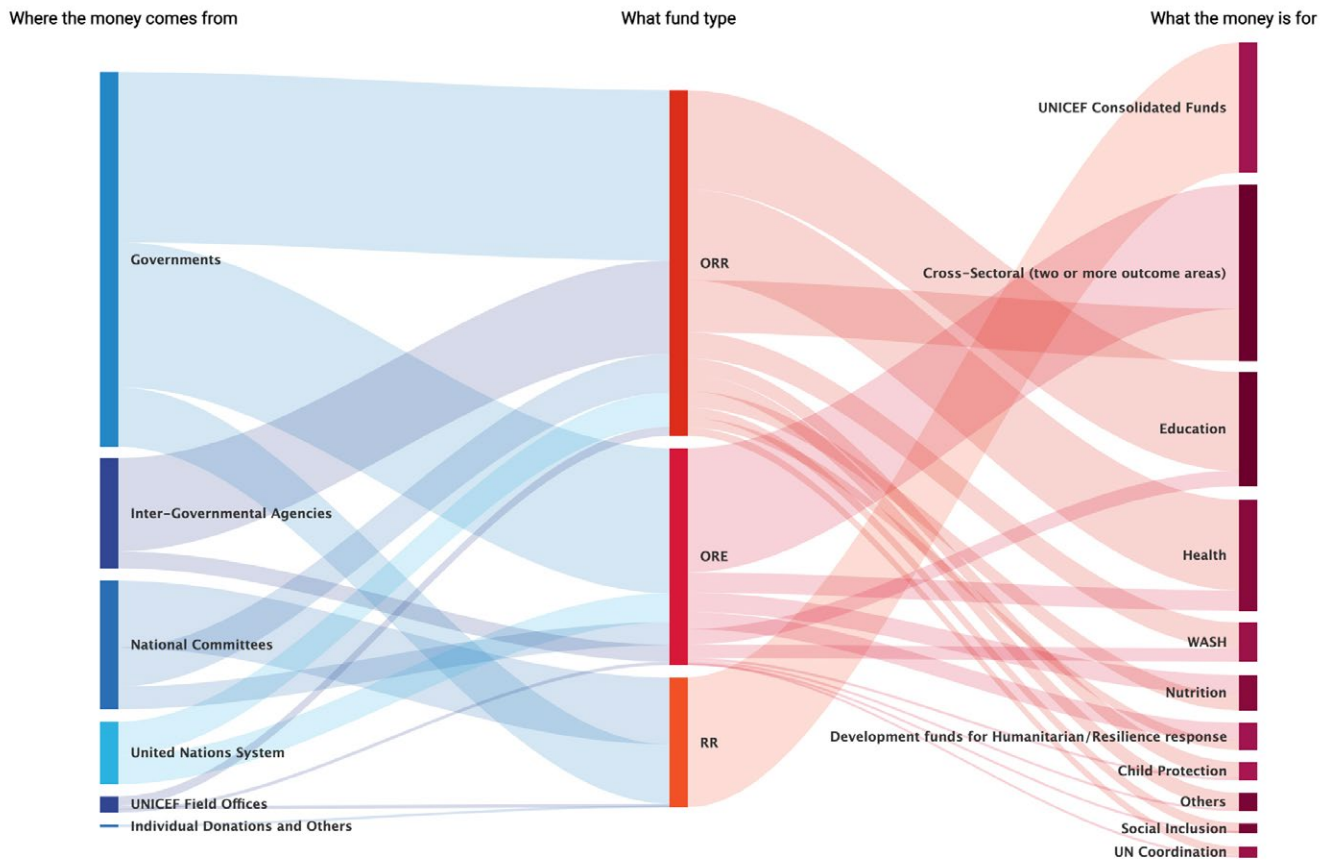 Where the money comes from
What fund type
What the money is for
Governments
Inter-Governmental Agencies
National Committees
United Nations System
UNICEF Field Offices
Individual Donations and Others
ORR
ORE
RR
UNICEF Consolidated Funds
Cross-Sectoral (two or more outcome areas)
Education
Health
WASH
Nutrition
Development funds for Humanitarian/Resilience response
Child Protection
Others
Social Inclusion
UN Coordination